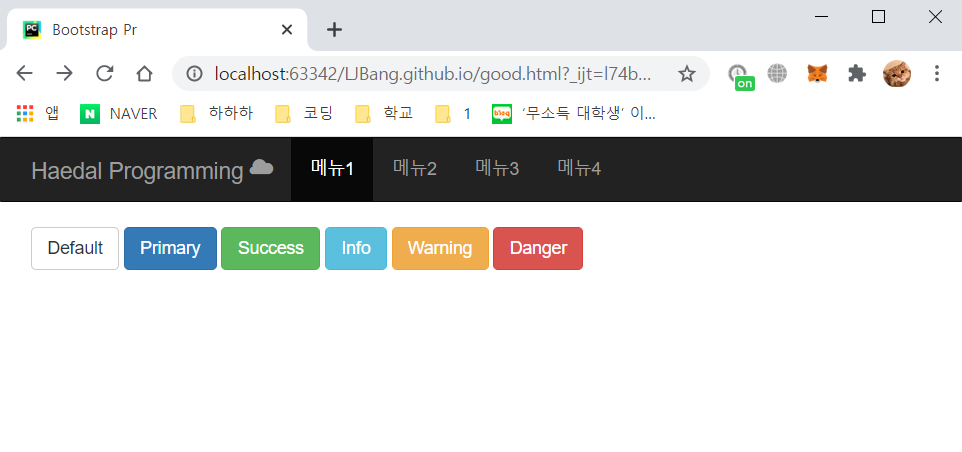 Bootstrap Pr
localhost:63342/LJBang.github.io/good.html?_ijt=l74b...
on
앱 NAVER 하하하 코딩 학교 1 blog '무소득 대학생' 이...
Haedal Programming 메뉴1 메뉴2 메뉴3 메뉴4
Default Primary Success Info Warning Danger